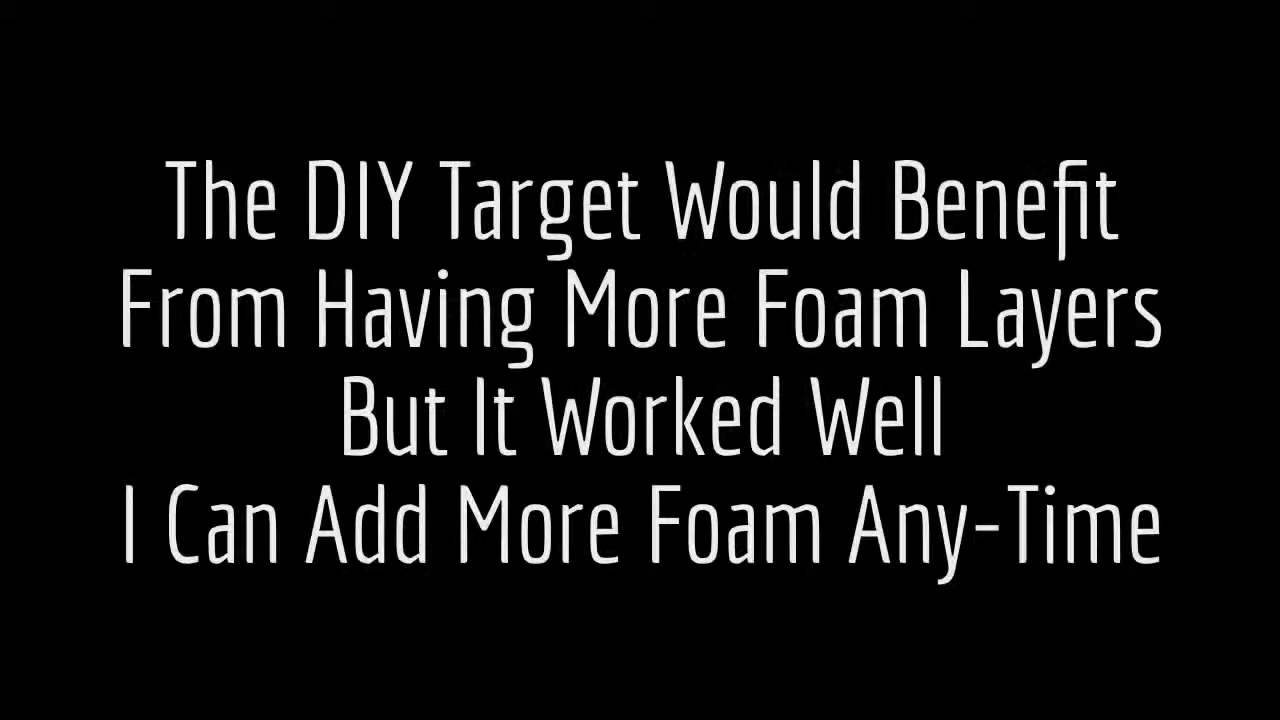 The DIY Target Would Benefit
From Having More Foam Layers
But It Worked Well
I Can Add More Foam Any-Time